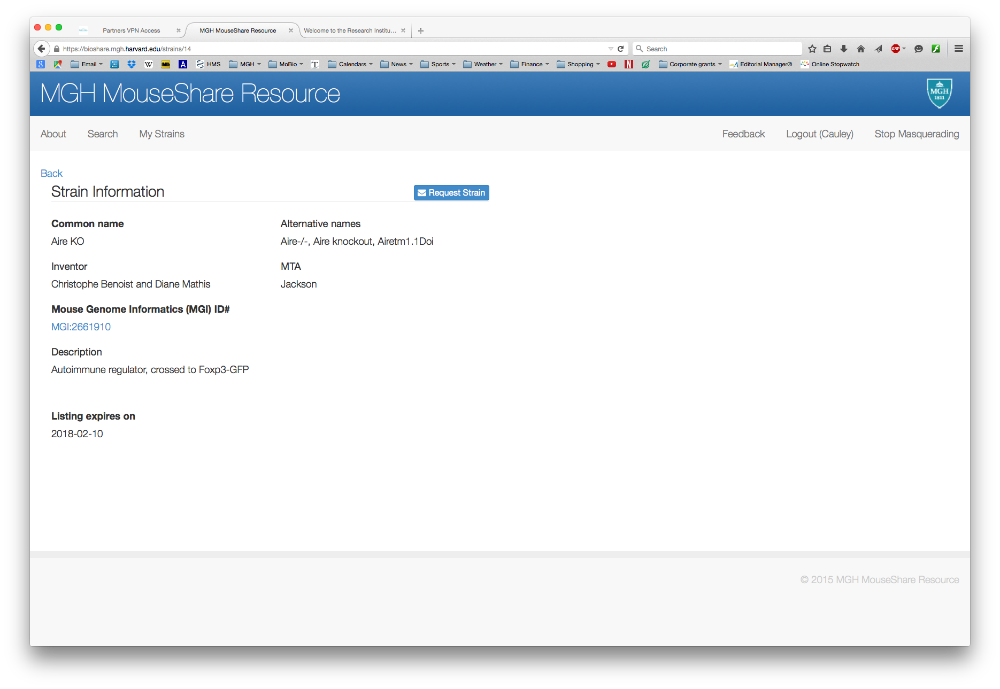 Partners VPN Access
MGH MouseShare Resource
Welcome to the Research Institu...
https://bioshare.mgh.harvard.edu/strains/14
Search
ABP
8
Email
W
IMDb
A
HMS
MGH
MoBio
T
Calendars
News
Sports
Weather
Finance
Shopping
N
Corporate grants
Editorial Manager®
Online Stopwatch
MGH MouseShare Resource
MGH
1811
About
Search
My Strains
Feedback
Logout (Cauley)
Stop Masquerading
Back
Strain Information
Request Strain
Common name
Alternative names
Aire KO
Aire-/-, Aire knockout, Airetm1.1Doi
Inventor
MTA
Christophe Benoist and Diane Mathis
Jackson
Mouse Genome Informatics (MGI) ID#
MGI:2661910
Description
Autoimmune regulator, crossed to Foxp3-GFP
Listing expires on
2018-02-10
© 2015 MGH MouseShare Resource